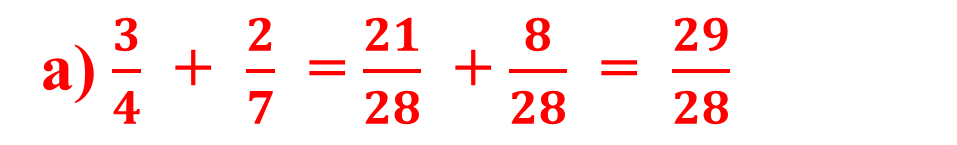 a) 3/4 + 2/7 = 21/28 + 8/28 = 29/28